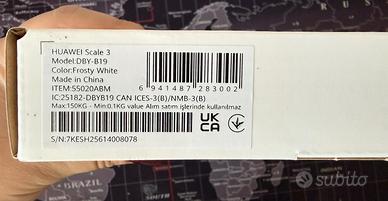 HUAWEI Scale 3
Model:DBY-B19
Color:Frosty White
Made in China
ITEM:55020ABM
6 941487 283002
IC:25182-DBYB19 CAN ICES-3(B)/NMB-3(B)
Max:150KG - Min:0.1KG value Alım satım işlerinde kullanılmaz
UK
CA
S/N:7KESH25614008078
BRAZIL
subito